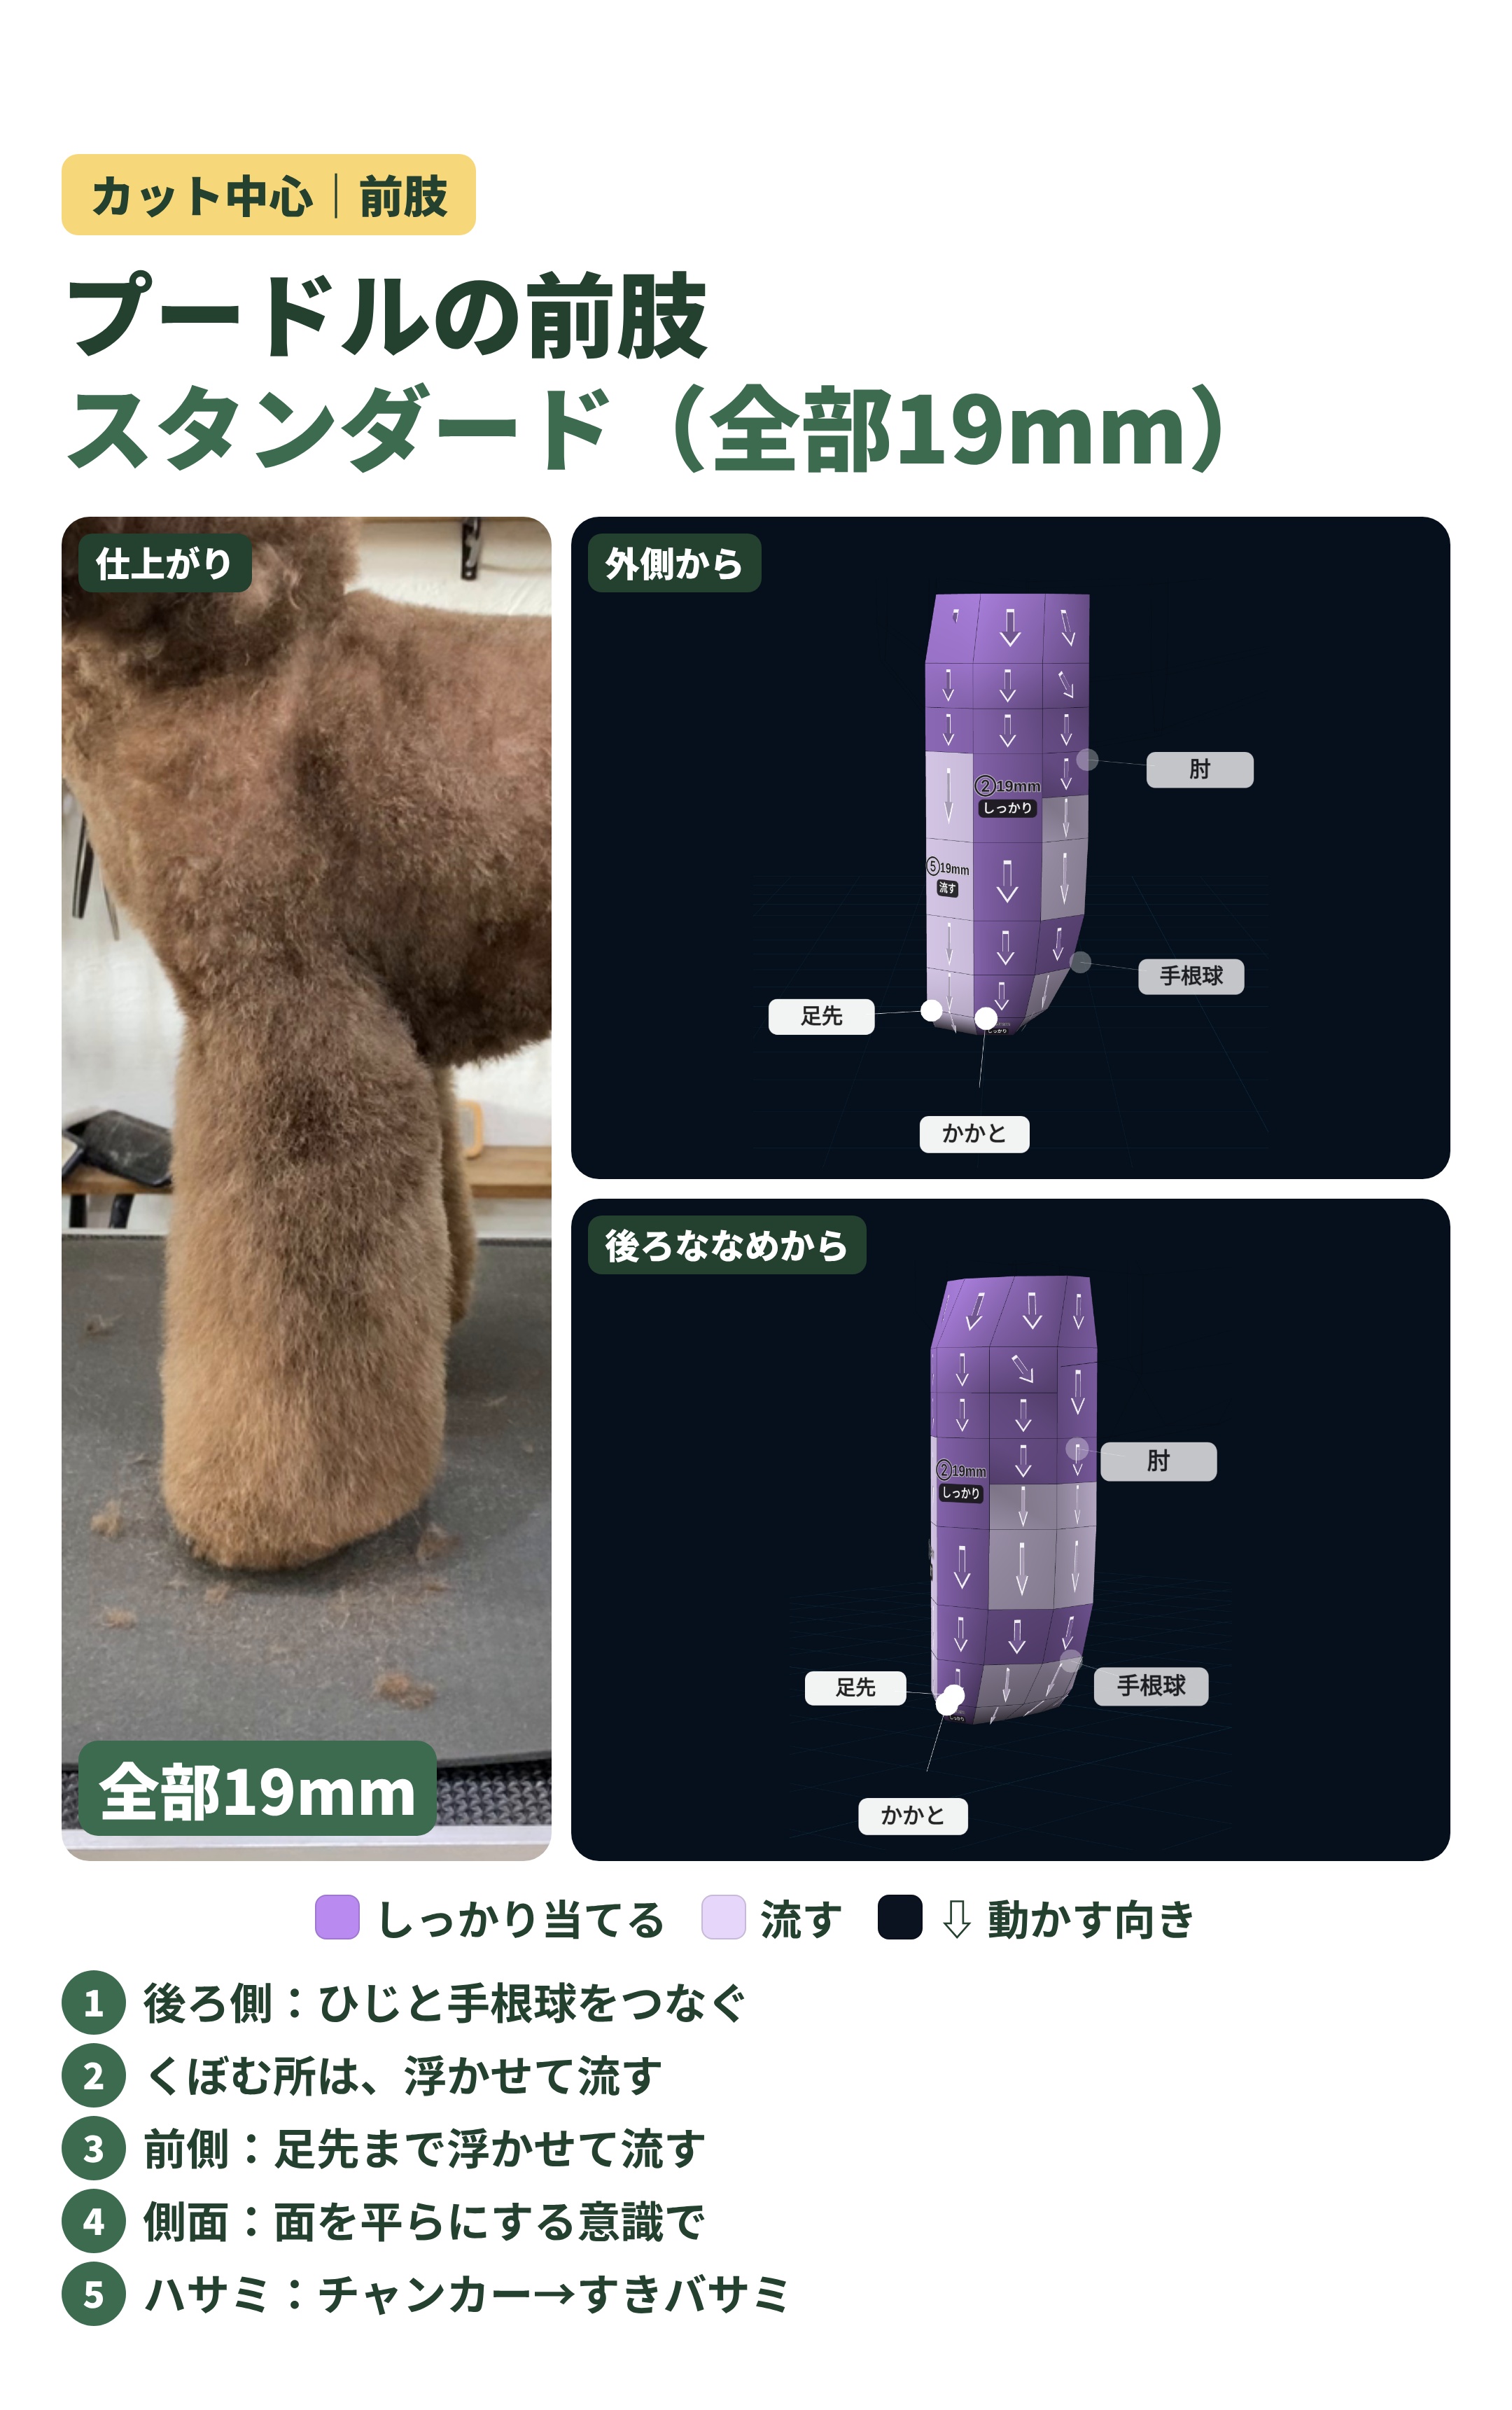 カット中心｜前肢
プードルの前肢
スタンダード（全部19mm）
仕上がり
全部19mm
外側から
②19mm
しっかり
⑤19mm
流す
肘
手根球
足先
しっかり
かかと
後ろななめから
②19mm
しっかり
肘
手根球
足先
かかと
しっかり当てる 流す ⇩ 動かす向き
1 後ろ側：ひじと手根球をつなぐ
2 くぼむ所は、浮かせて流す
3 前側：足先まで浮かせて流す
4 側面：面を平らにする意識で
5 ハサミ：チャンカー→すきバサミ